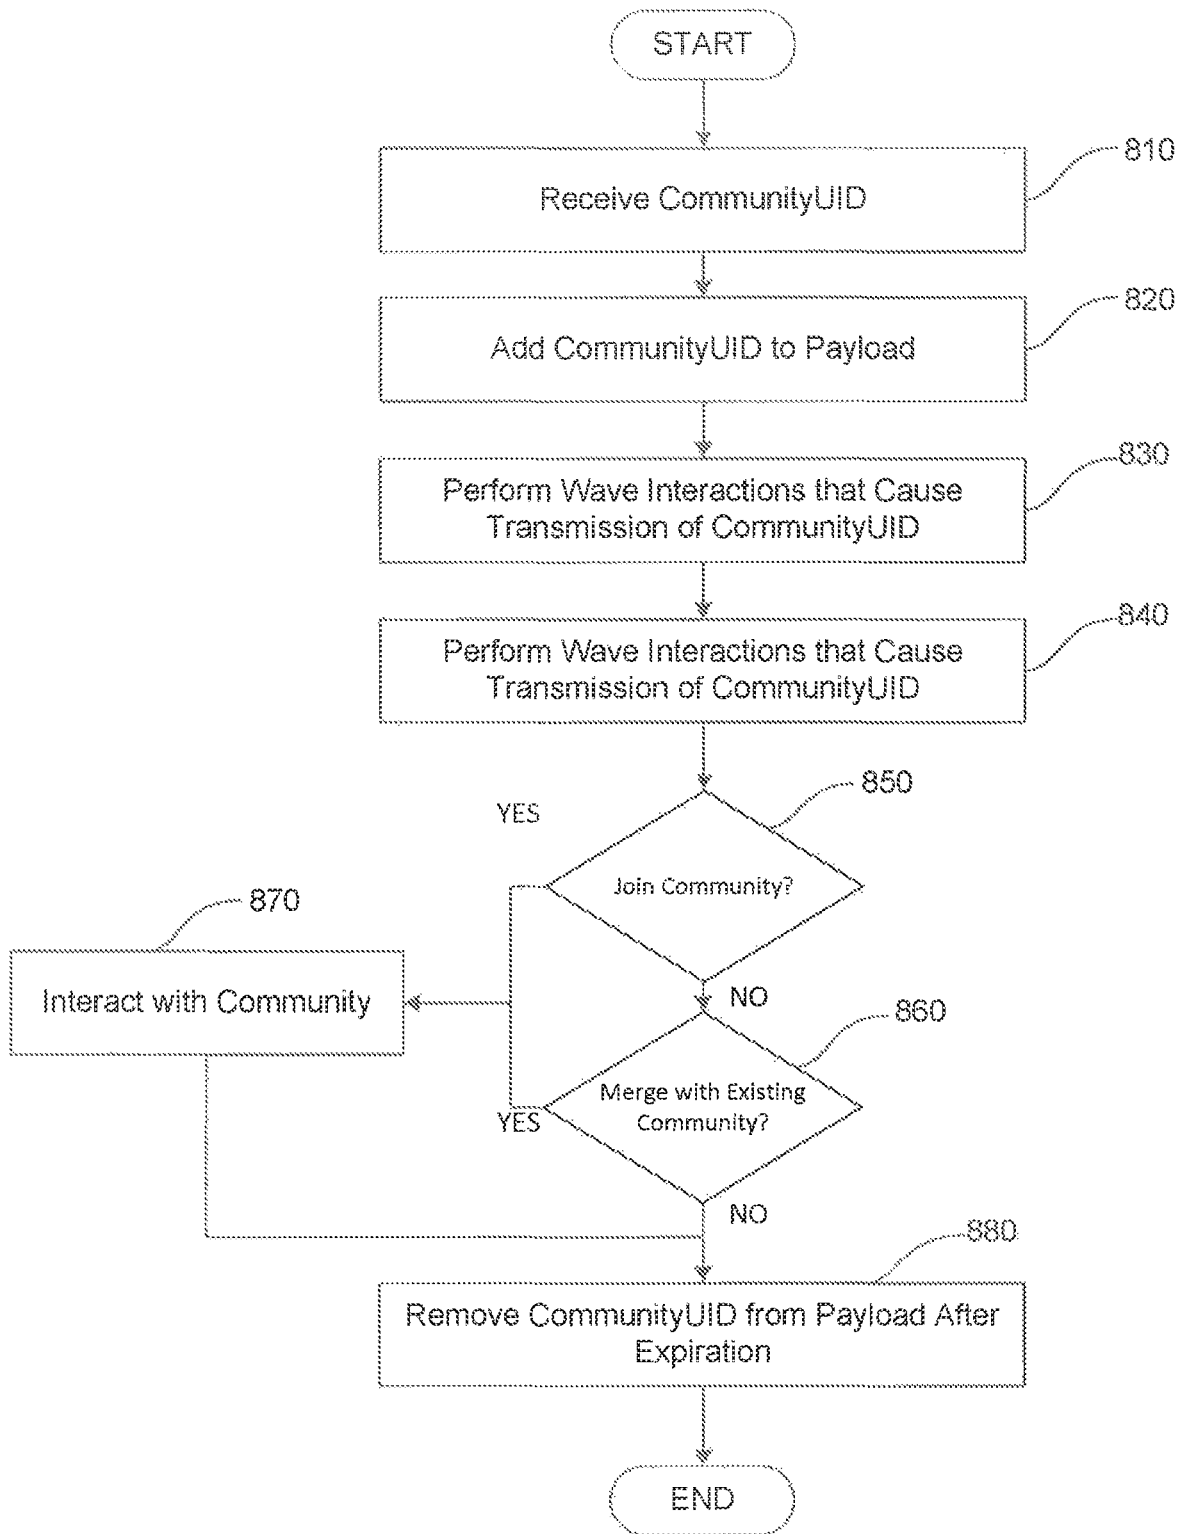 START
810
Receive CommunityUID
820
Add CommunityUID to Payload
830
Perform Wave Interactions that Cause
Transmission of CommunityUID
840
Perform Wave Interactions that Cause
Transmission of CommunityUID
850
YES
Join Community?
870
Interact with Community
NO
860
Merge with Existing
Community?
YES
NO
880
Remove CommunityUID from Payload After
Expiration
END